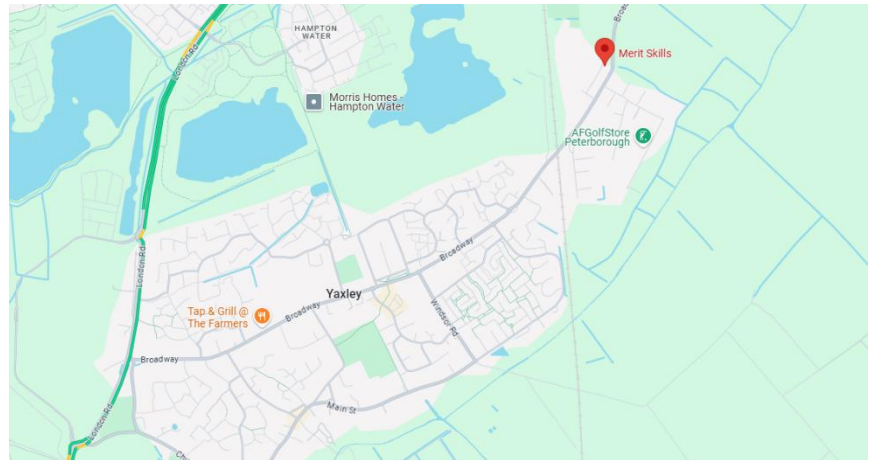 London Rd
HAMPTON
WATER
Morris Homes -
Hampton Water
Merit Skills
AFGolfStore
Peterborough
London Rd
Broadway
Yaxley
Tap & Grill @
The Farmers
Broadway
Windsor Rd
Broadway
Main St
London Rd